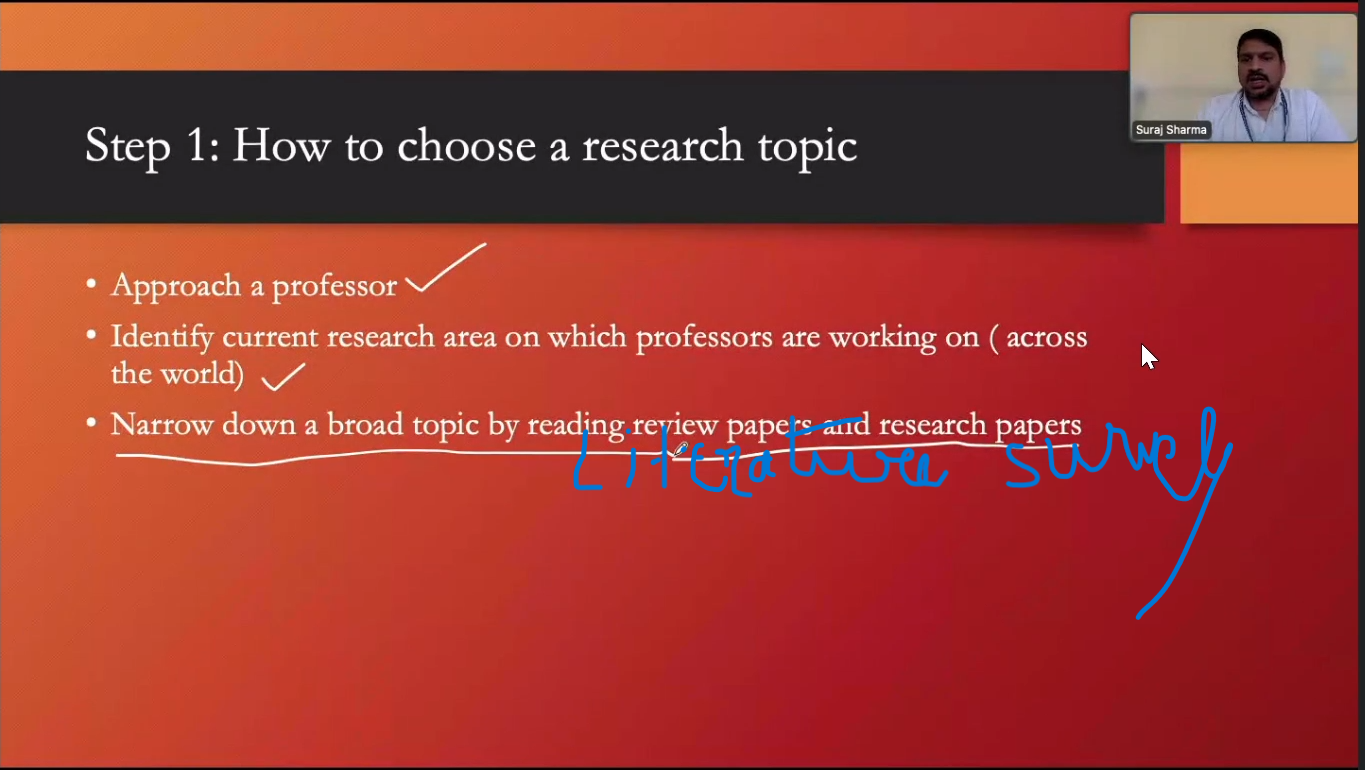 Suraj Sharma
Step 1: How to choose a research topic
• Approach a professor
• Identify current research area on which professors are working on ( across
the world)
• Narrow down a broad topic by reading review papers and research papers
Literature survey